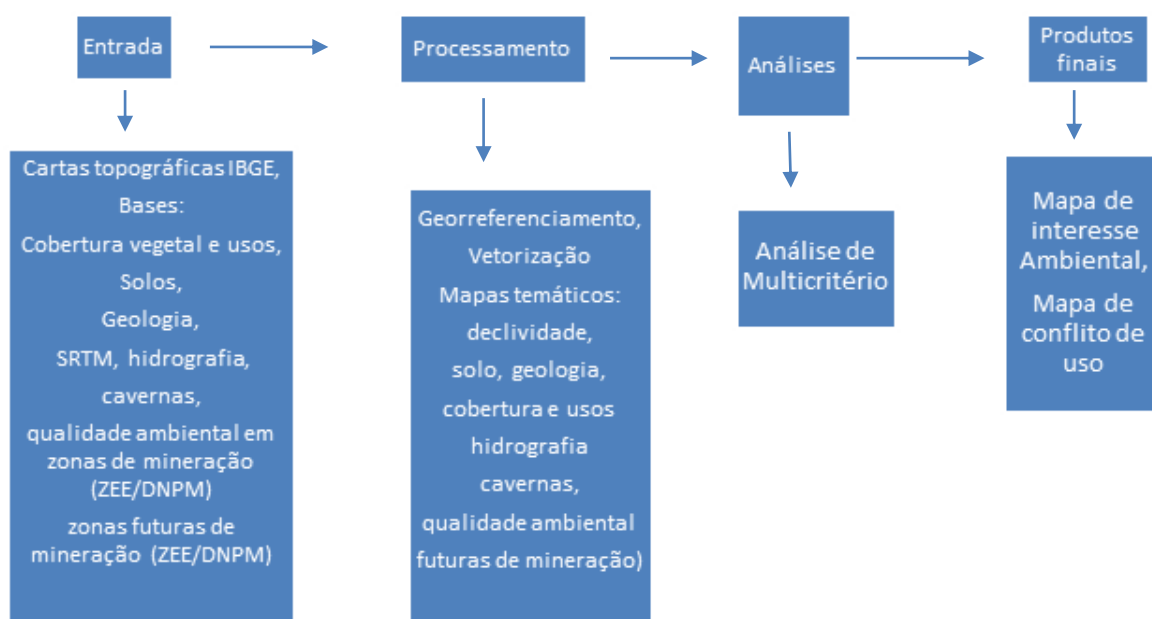 Entrada
Processamento
Análises
Produtos
finais
Cartas topográficas IBGE,
Bases:
Cobertura vegetal e usos,
Solos,
Geologia,
SRTM, hidrografia,
cavernas,
qualidade ambiental em
zonas de mineração
(ZEE/DNPM)
zonas futuras de
mineração (ZEE/DNPM)
Georreferenciamento,
Vetorização
Mapas temáticos:
declividade,
solo, geologia,
cobertura e usos
hidrografia
cavernas,
qualidade ambiental
futuras de mineração)
Análise de
Multicritério
Mapa de
interesse
Ambiental,
Mapa de
conflito de
uso